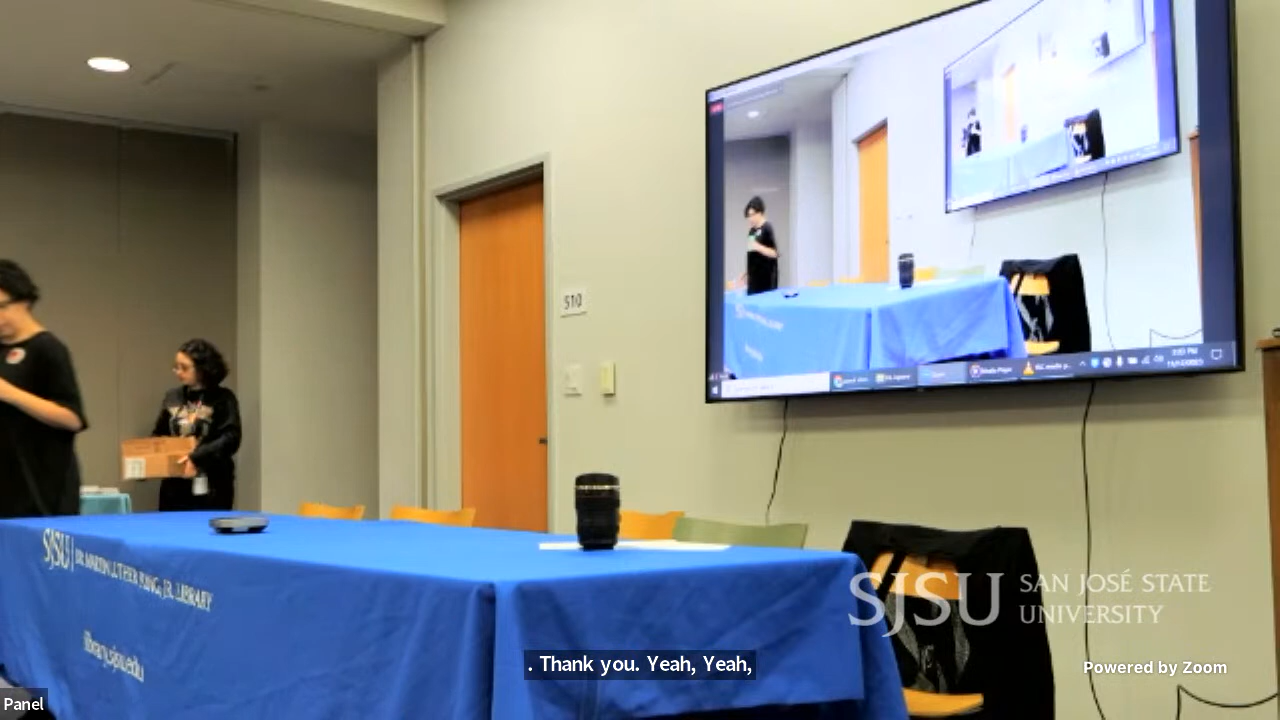 510
SJSU | DR. MARTIN LUTHER KING, JR. LIBRARY
library.sjsu.edu
SJSU SAN JOSÉ STATE
UNIVERSITY
. Thank you. Yeah, Yeah,
Powered by Zoom
Panel